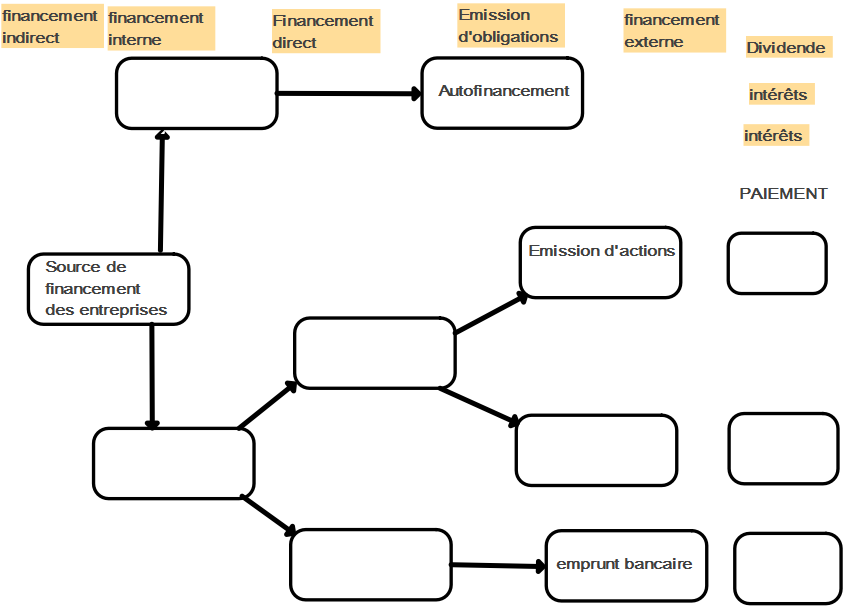 financement
indirect
financement
interne
Financement
direct
Emission
d'obligations
financement
externe
Dividende
intérêts
intérêts
PAIEMENT
Autofinancement
Source de
financement
des entreprises
Emission d'actions
emprunt bancaire